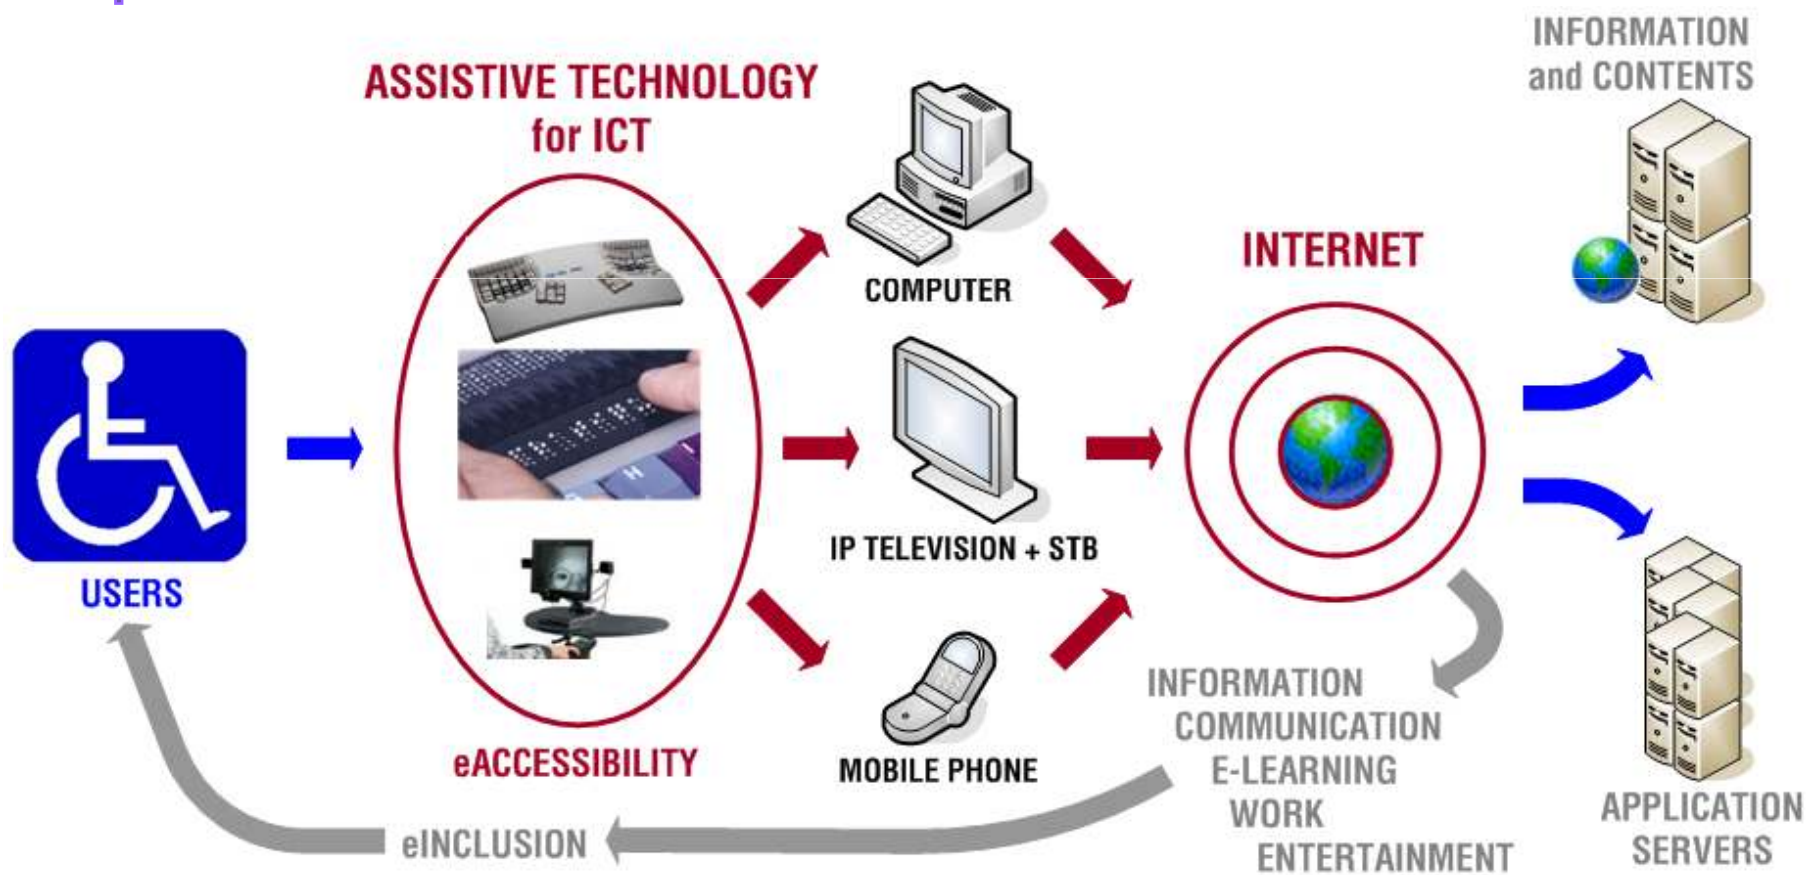 INFORMATION
and CONTENTS
ASSISTIVE TECHNOLOGY
for ICT
COMPUTER
INTERNET
IP TELEVISION + STB
USERS
eACCESSIBILITY
MOBILE PHONE
INFORMATION
COMMUNICATION
E-LEARNING
WORK
ENTERTAINMENT
eINCLUSION
APPLICATION
SERVERS